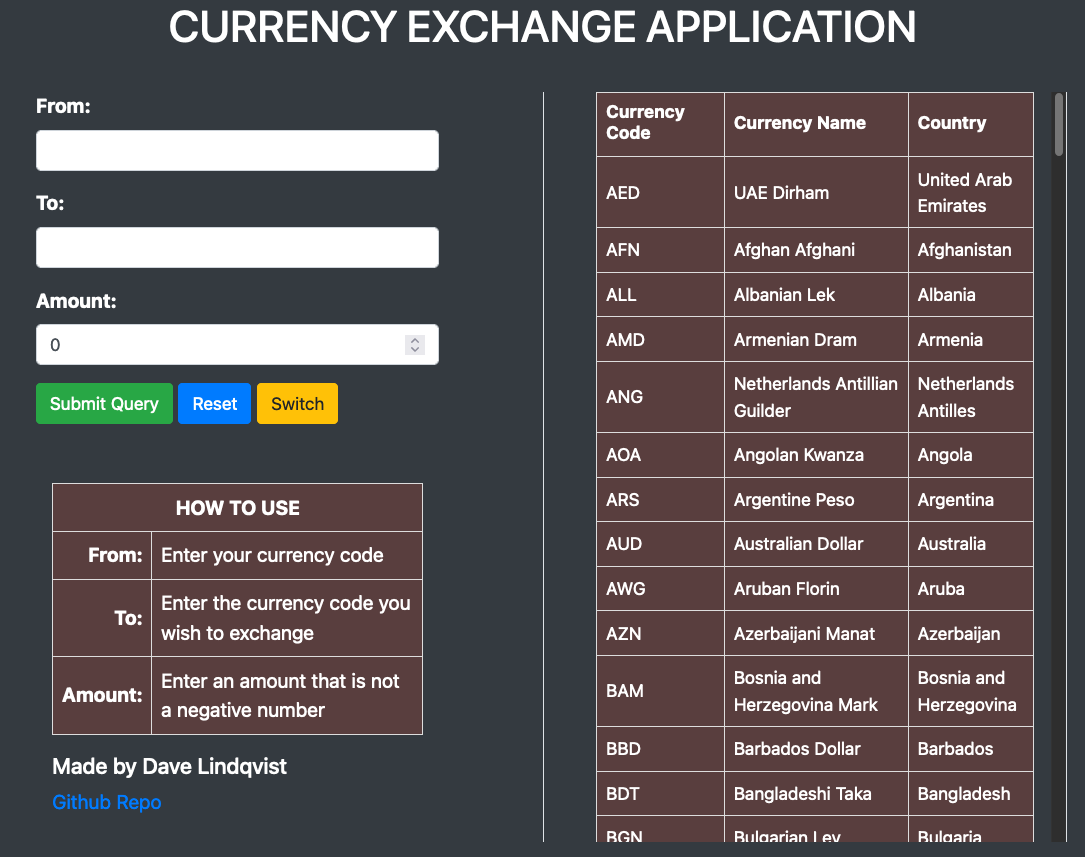 CURRENCY EXCHANGE APPLICATION
From:
To:
Amount:
0
Submit Query Reset Switch
HOW TO USE
From: Enter your currency code
To: Enter the currency code you
wish to exchange
Amount: Enter an amount that is not
a negative number
Made by Dave Lindqvist
Github Repo
Currency
Code
Currency Name
Country
AED UAE Dirham United Arab
Emirates
AFN Afghan Afghani Afghanistan
ALL Albanian Lek Albania
AMD Armenian Dram Armenia
ANG Netherlands Antillian
Guilder
Netherlands
Antilles
AOA Angolan Kwanza Angola
ARS Argentine Peso Argentina
AUD Australian Dollar Australia
AWG Aruban Florin Aruba
AZN Azerbaijani Manat Azerbaijan
BAM Bosnia and
Herzegovina Mark
Bosnia and
Herzegovina
BBD Barbados Dollar Barbados
BDT Bangladeshi Taka Bangladesh
BGN Bulgarian Lev Bulgaria